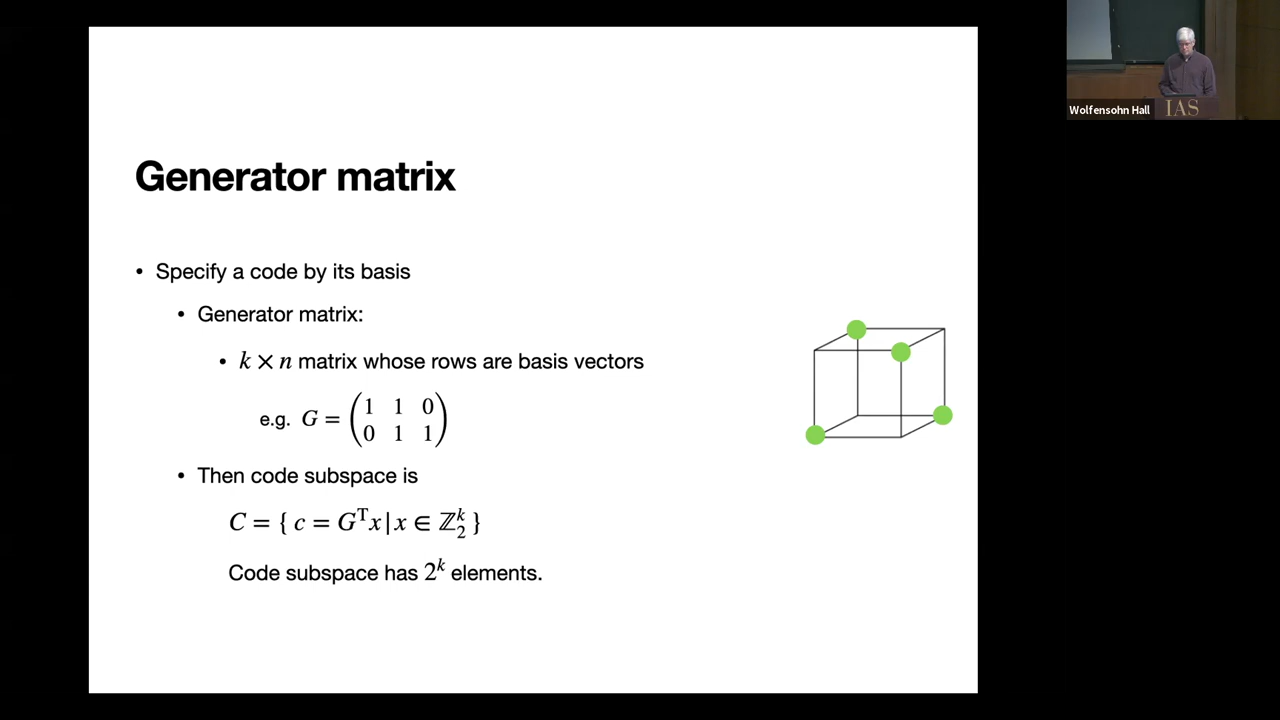 Generator matrix
• Specify a code by its basis
• Generator matrix:
• k × n matrix whose rows are basis vectors
e.g. G = (1 1 0
0 1 1)
• Then code subspace is
C = { c = Gᵀx | x ∈ ℤ₂ᵏ }
Code subspace has 2ᵏ elements.
Wolfensohn Hall
IAS